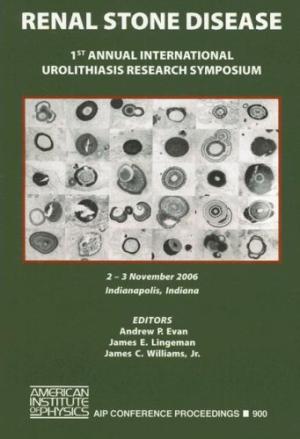 RENAL STONE DISEASE
1ST ANNUAL INTERNATIONAL
UROLITHIASIS RESEARCH SYMPOSIUM
2 – 3 November 2006
Indianapolis, Indiana
EDITORS
Andrew P. Evan
James E. Lingeman
James C. Williams, Jr.
AMERICAN
INSTITUTE
OF PHYSICS AIP CONFERENCE PROCEEDINGS ■ 900